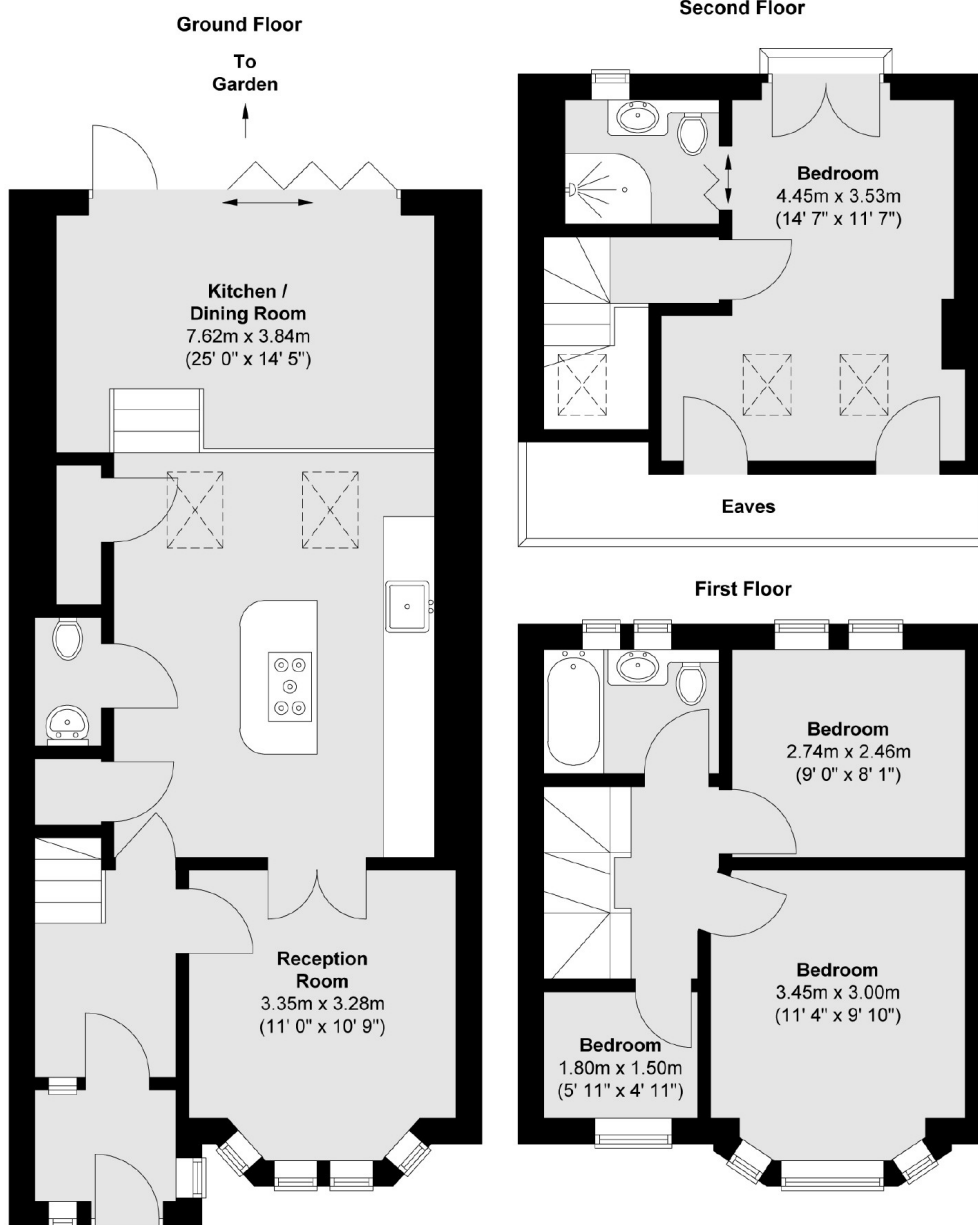 Ground Floor
To
Garden
Kitchen /
Dining Room
7.62m x 3.84m
(25' 0" x 14' 5")
Reception
Room
3.35m x 3.28m
(11' 0" x 10' 9")
Second Floor
Bedroom
4.45m x 3.53m
(14' 7" x 11' 7")
Eaves
First Floor
Bedroom
2.74m x 2.46m
(9' 0" x 8' 1")
Bedroom
3.45m x 3.00m
(11' 4" x 9' 10")
Bedroom
1.80m x 1.50m
(5' 11" x 4' 11")